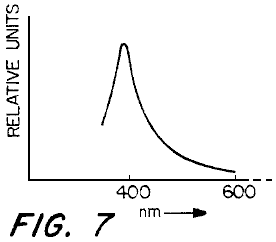 RELATIVE UNITS
400 600
nm
FIG. 7